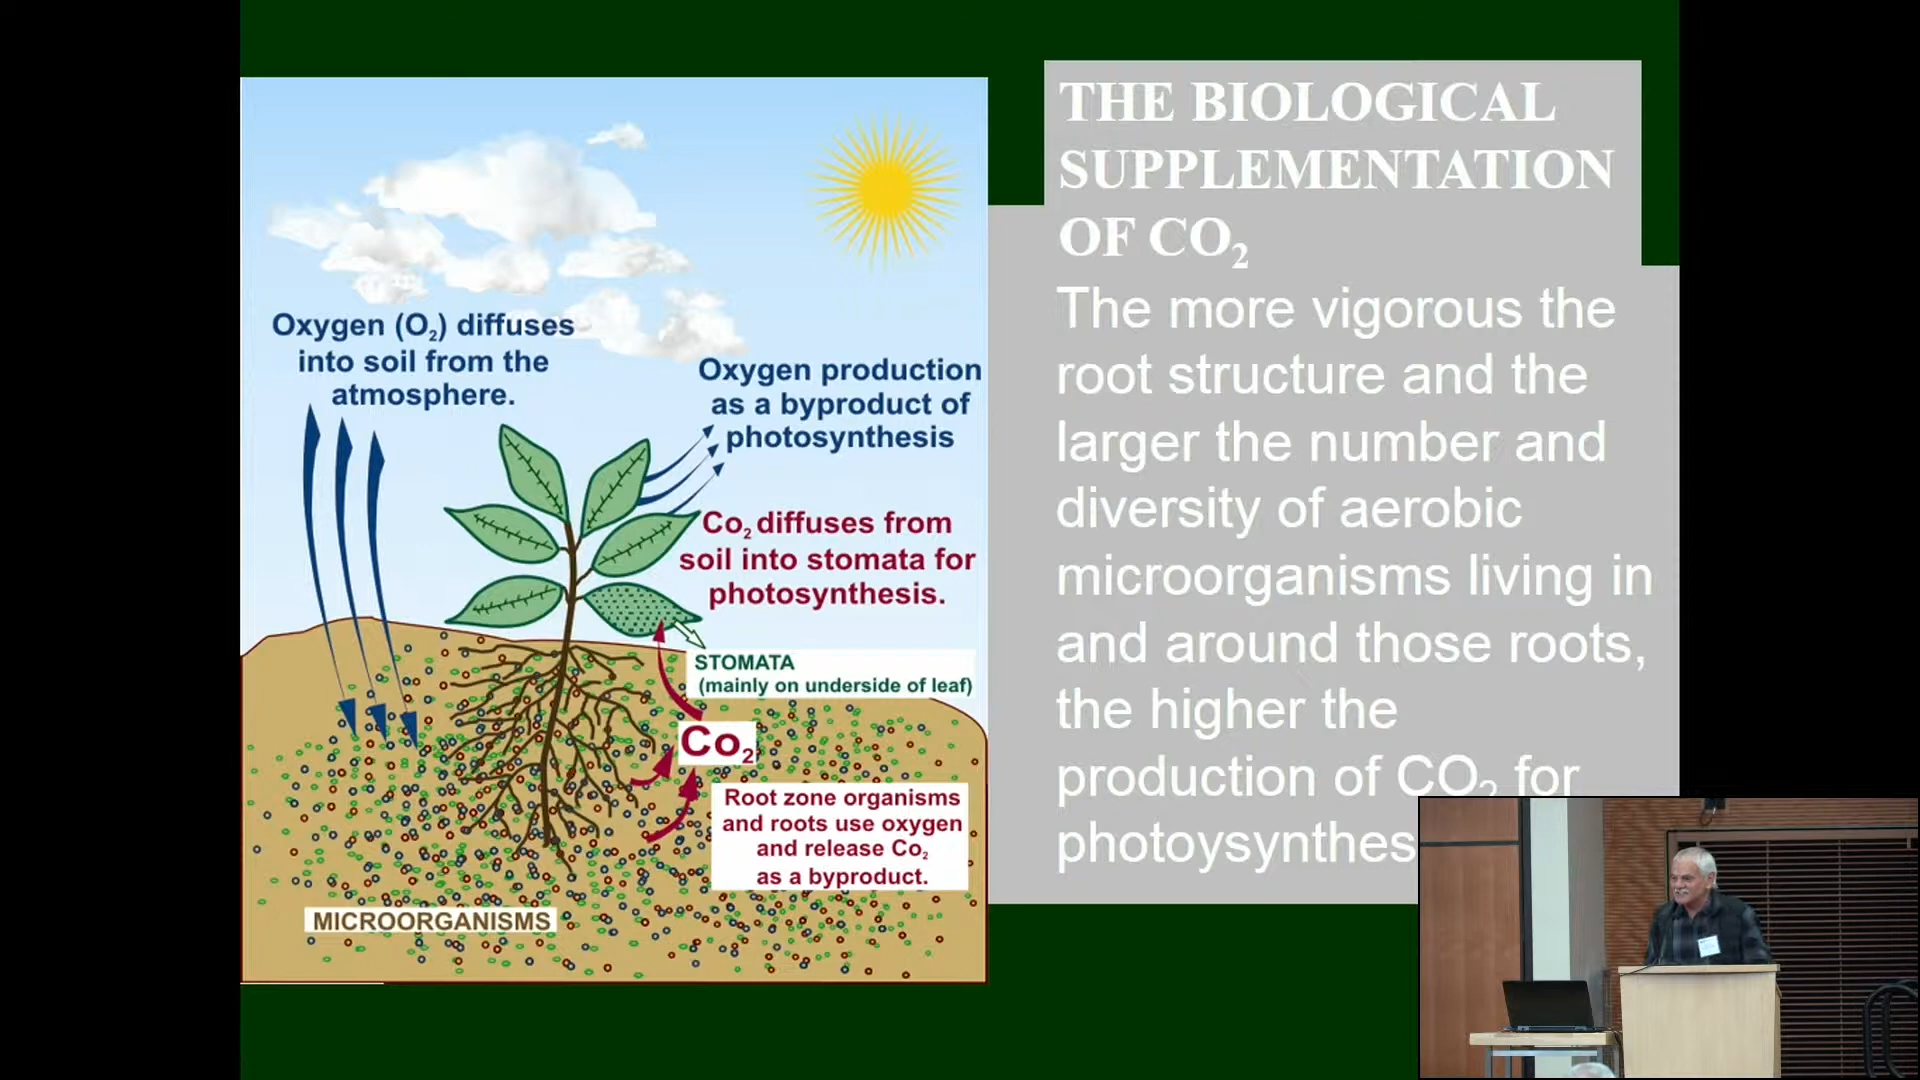 Oxygen (O₂) diffuses
into soil from the
atmosphere.
Oxygen production
as a byproduct of
photosynthesis
Co₂ diffuses from
soil into stomata for
photosynthesis.
STOMATA
(mainly on underside of leaf)
Co₂
Root zone organisms
and roots use oxygen
and release Co₂
as a byproduct.
MICROORGANISMS
THE BIOLOGICAL
SUPPLEMENTATION
OF CO₂
The more vigorous the
root structure and the
larger the number and
diversity of aerobic
microorganisms living in
and around those roots,
the higher the
production of CO₂ for
photoysynthes